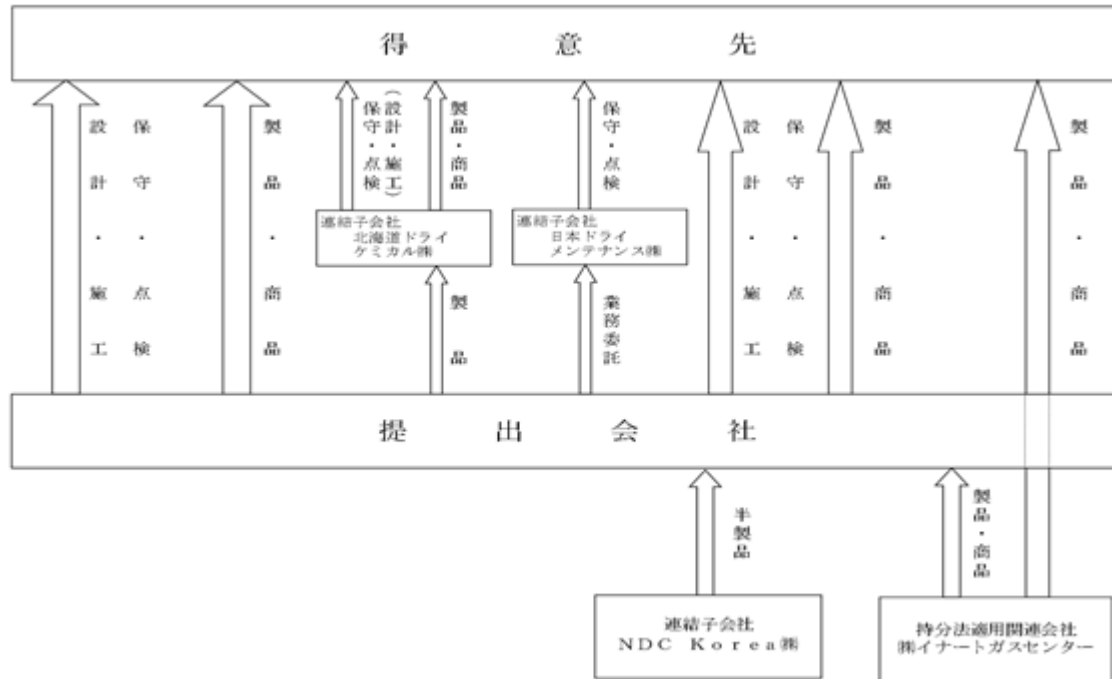 得意先
設計・施工
保守・点検
製品・商品
保守・点検
(設計・施工)
製品・商品
保守・点検
設計・施工
保守・点検
製品・商品
製品・商品
連結子会社
北海道ドライ
ケミカル㈱
連結子会社
日本ドライ
メンテナンス㈱
製品
業務委託
提出会社
半製品
製品・商品
連結子会社
NDC Korea㈱
持分法適用関連会社
㈱イナートガスセンター